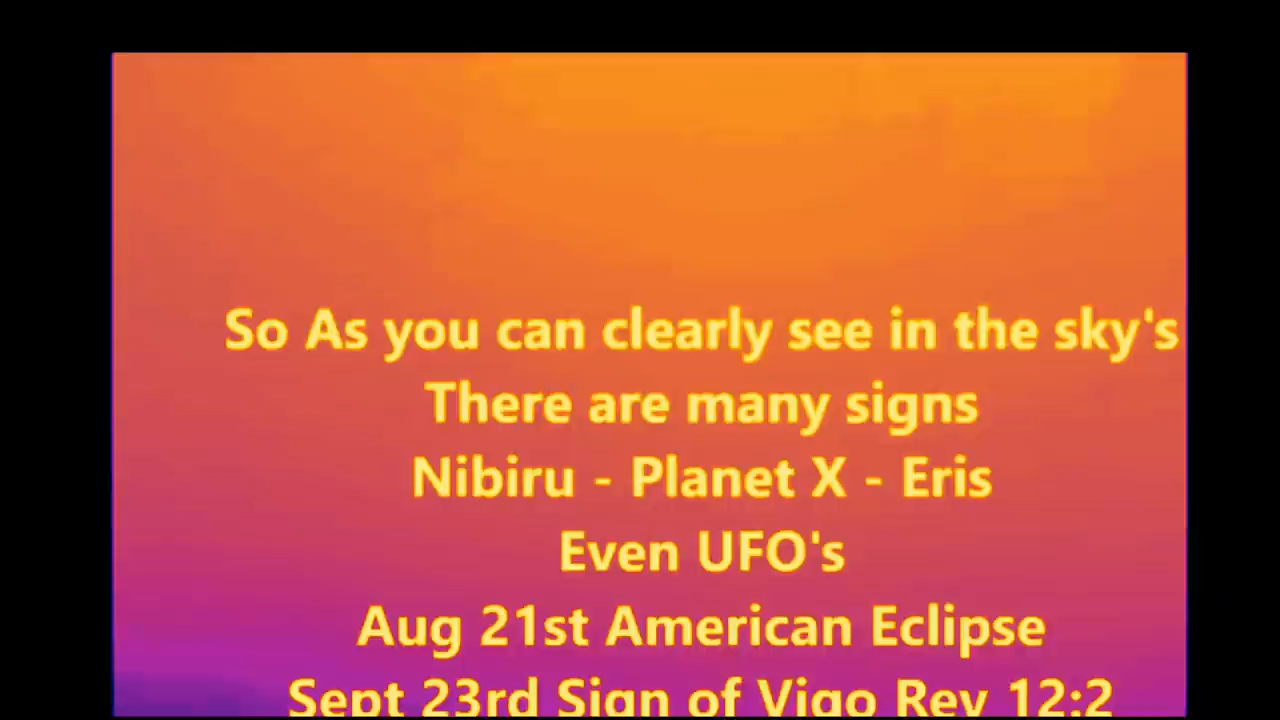 So As you can clearly see in the sky's
There are many signs
Nibiru - Planet X - Eris
Even UFO's
Aug 21st American Eclipse
Sept 23rd Sign of Vigo Rev 12:2